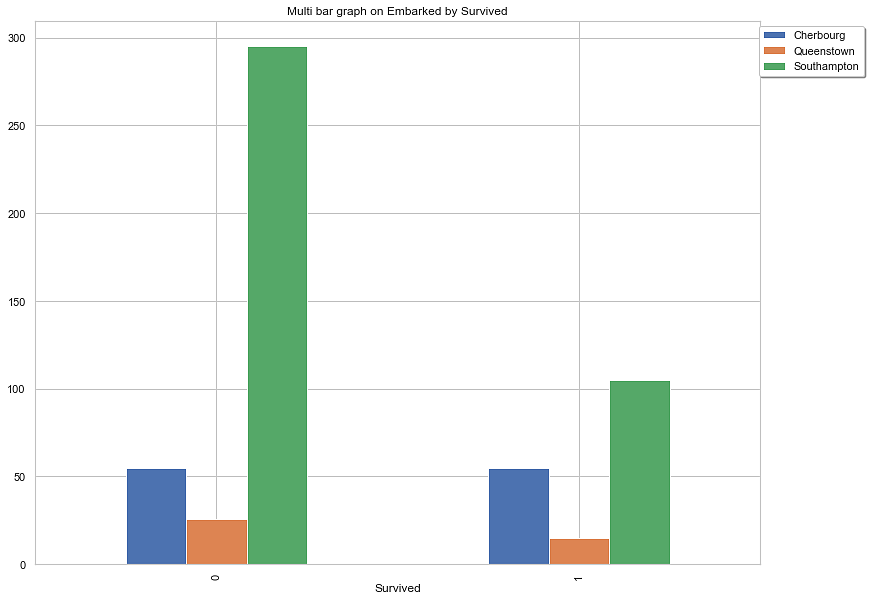 Multi bar graph on Embarked by Survived
Cherbourg
Queenstown
Southampton
300
250
200
150
100
50
0
0
1
Survived